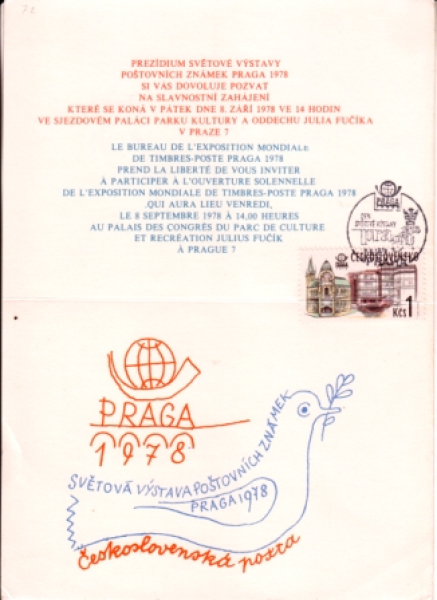 PREZÍDIUM SVĚTOVÉ VÝSTAVY
POŠTOVNÍCH ZNÁMEK PRAGA 1978
SI VÁS DOVOLUJE POZVAT
NA SLAVNOSTNÍ ZAHÁJENÍ
KTERÉ SE KONÁ V PÁTEK DNE 8. ZÁŘÍ 1978 VE 14 HODIN
VE SJEZDOVÉM PALÁCI PARKU KULTURY A ODDECHU JULIA FUČÍKA
V PRAZE 7
LE BUREAU DE L'EXPOSITION MONDIALE
DE TIMBRES-POSTE PRAGA 1978
PREND LA LIBERTÉ DE VOUS INVITER
À PARTICIPER À L'OUVERTURE SOLENNELLE
DE L'EXPOSITION MONDIALE DE TIMBRES-POSTE PRAGA 1978
QUI AURA LIEU VENREDI,
LE 8 SEPTEMBRE 1978 À 14,00 HEURES
AU PALAIS DES CONGRÈS DU PARC DE CULTURE
ET RECRÉATION JULIUS FUČÍK
À PRAGUE 7
PRAGA
ČESKOSLOVENSKO
Kčs 1
PRAGA
1978
SVĚTOVÁ VÝSTAVA POŠTOVNÍCH ZNÁMEK
PRAGA 1978
Československá pošta